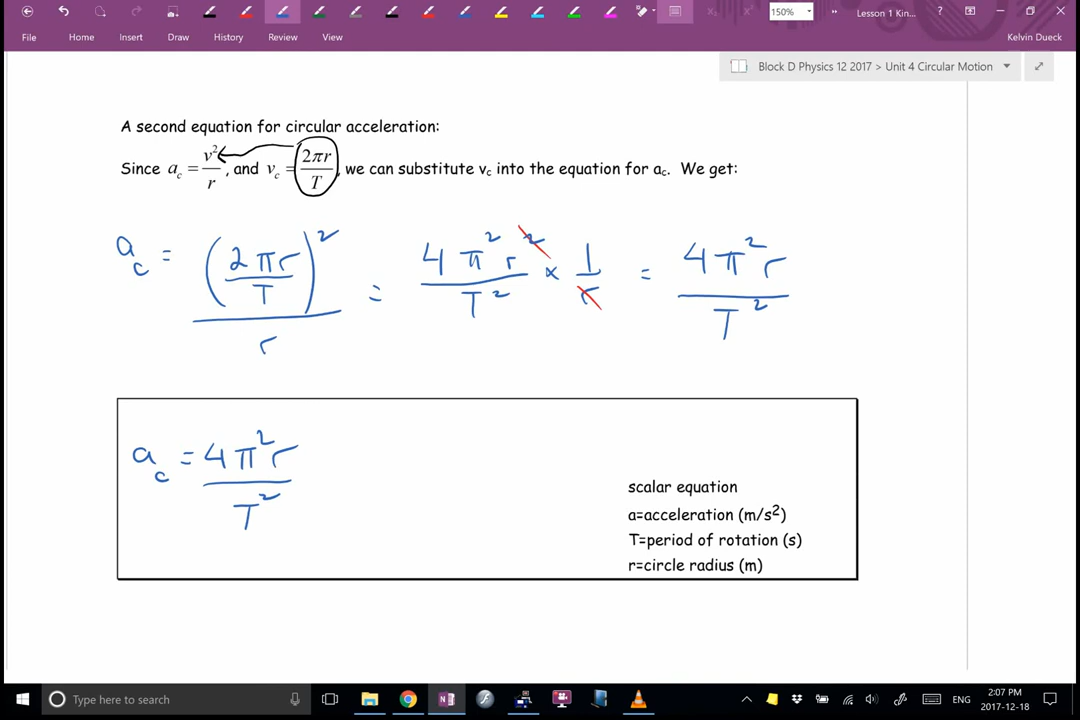 150%
Lesson 1 Kin...
File Home Insert Draw History Review View
Kelvin Dueck
Block D Physics 12 2017 > Unit 4 Circular Motion
A second equation for circular acceleration:
Since a_c = v²/r, and v_c = 2πr/T, we can substitute v_c into the equation for a_c. We get:
a_c = (2πr/T)²/r = 4π²r²/T² × 1/r = 4π²r/T²
a_c = 4π²r/T²
scalar equation
a=acceleration (m/s²)
T=period of rotation (s)
r=circle radius (m)
Type here to search
ENG
2:07 PM
2017-12-18